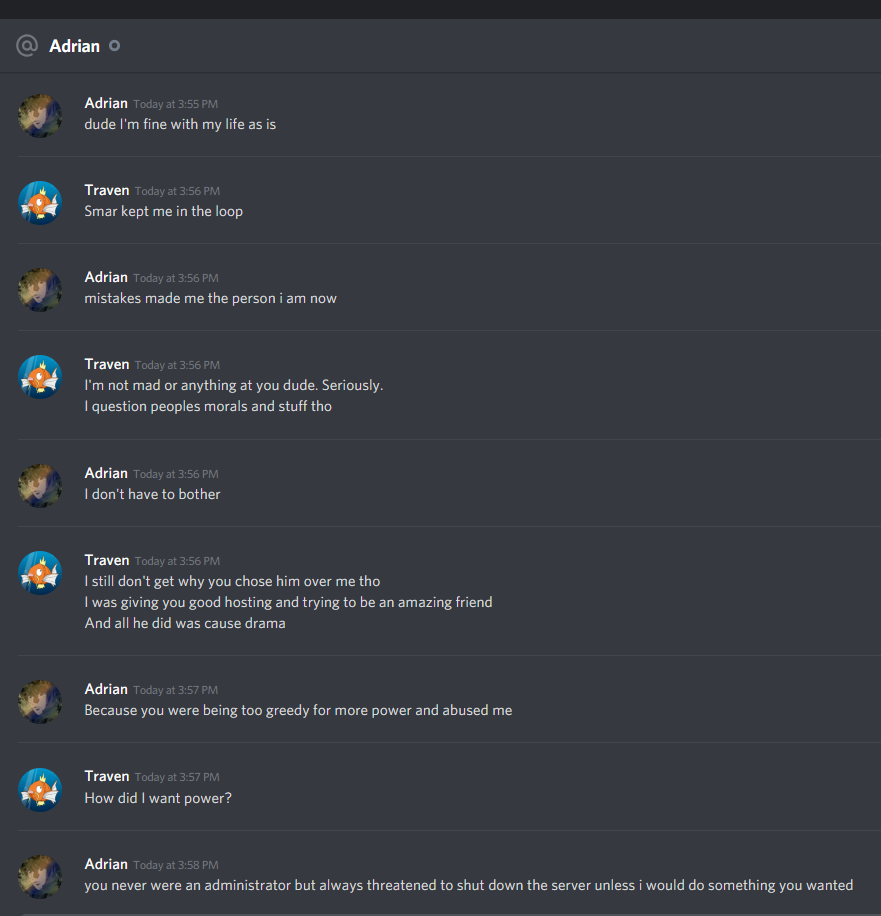 Adrian
Adrian Today at 3:55 PM
dude I'm fine with my life as is
Traven Today at 3:56 PM
Smar kept me in the loop
Adrian Today at 3:56 PM
mistakes made me the person i am now
Traven Today at 3:56 PM
I'm not mad or anything at you dude. Seriously.
I question peoples morals and stuff tho
Adrian Today at 3:56 PM
I don't have to bother
Traven Today at 3:56 PM
I still don't get why you chose him over me tho
I was giving you good hosting and trying to be an amazing friend
And all he did was cause drama
Adrian Today at 3:57 PM
Because you were being too greedy for more power and abused me
Traven Today at 3:57 PM
How did I want power?
Adrian Today at 3:58 PM
you never were an administrator but always threatened to shut down the server unless i would do something you wanted